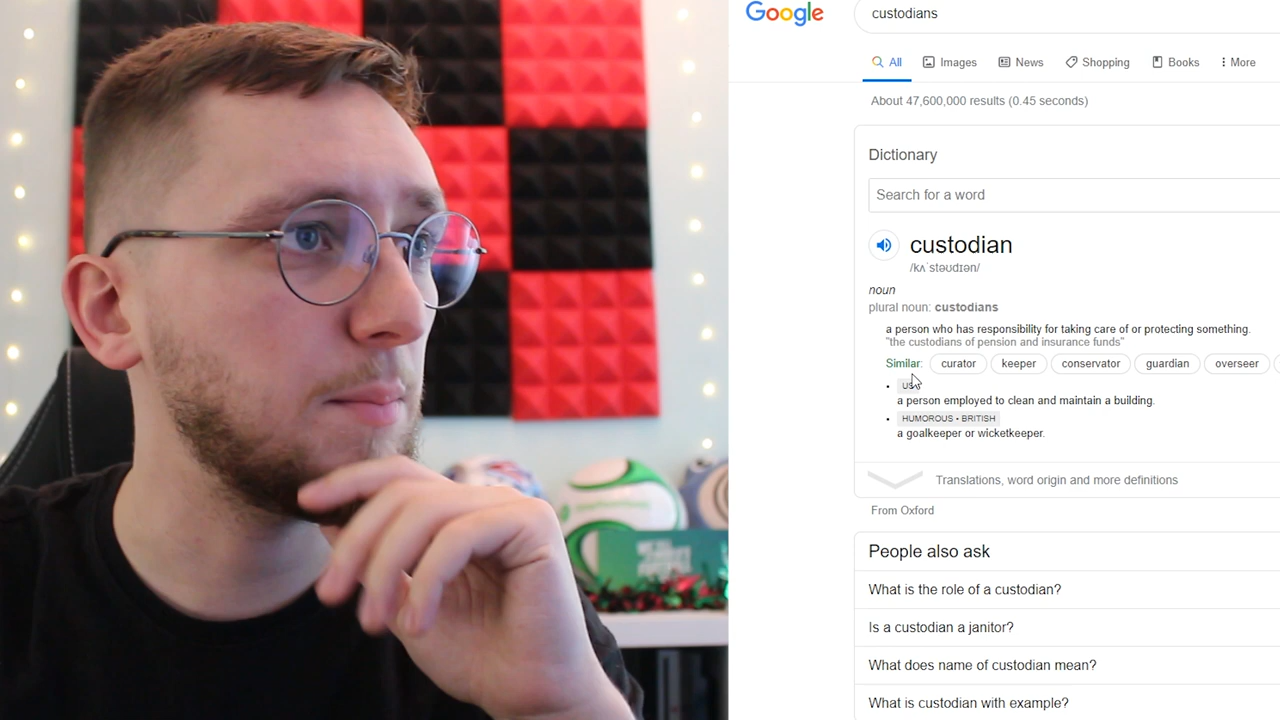 Google
custodians
All
Images
News
Shopping
Books
More
About 47,600,000 results (0.45 seconds)
Dictionary
Search for a word
custodian
/kʌˈstəʊdɪən/
noun
plural noun: custodians
a person who has responsibility for taking care of or protecting something.
"the custodians of pension and insurance funds"
Similar:
curator
keeper
conservator
guardian
overseer
a person employed to clean and maintain a building.
HUMOROUS • BRITISH
a goalkeeper or wicketkeeper.
Translations, word origin and more definitions
From Oxford
People also ask
What is the role of a custodian?
Is a custodian a janitor?
What does name of custodian mean?
What is custodian with example?